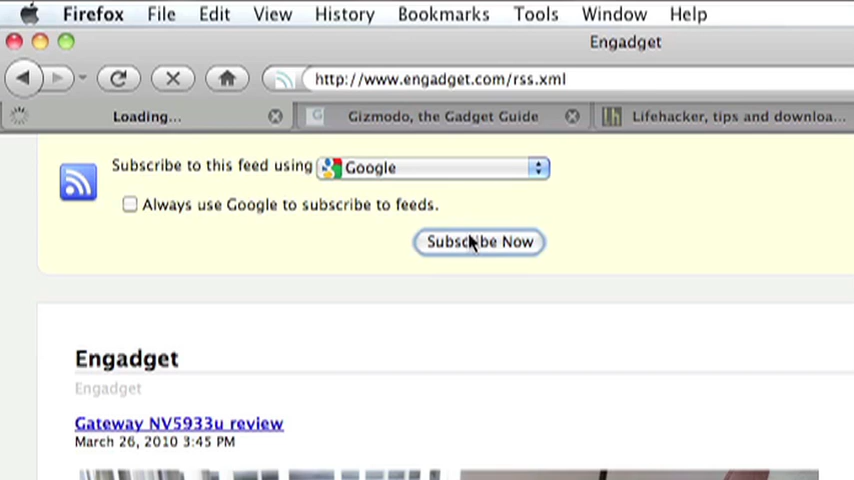 Firefox File Edit View History Bookmarks Tools Window Help
Engadget
http://www.engadget.com/rss.xml
Loading... Gizmodo, the Gadget Guide Lifehacker, tips and downloa...
Subscribe to this feed using Google
Always use Google to subscribe to feeds.
Subscribe Now
Engadget
Engadget
Gateway NV5933u review
March 26, 2010 3:45 PM